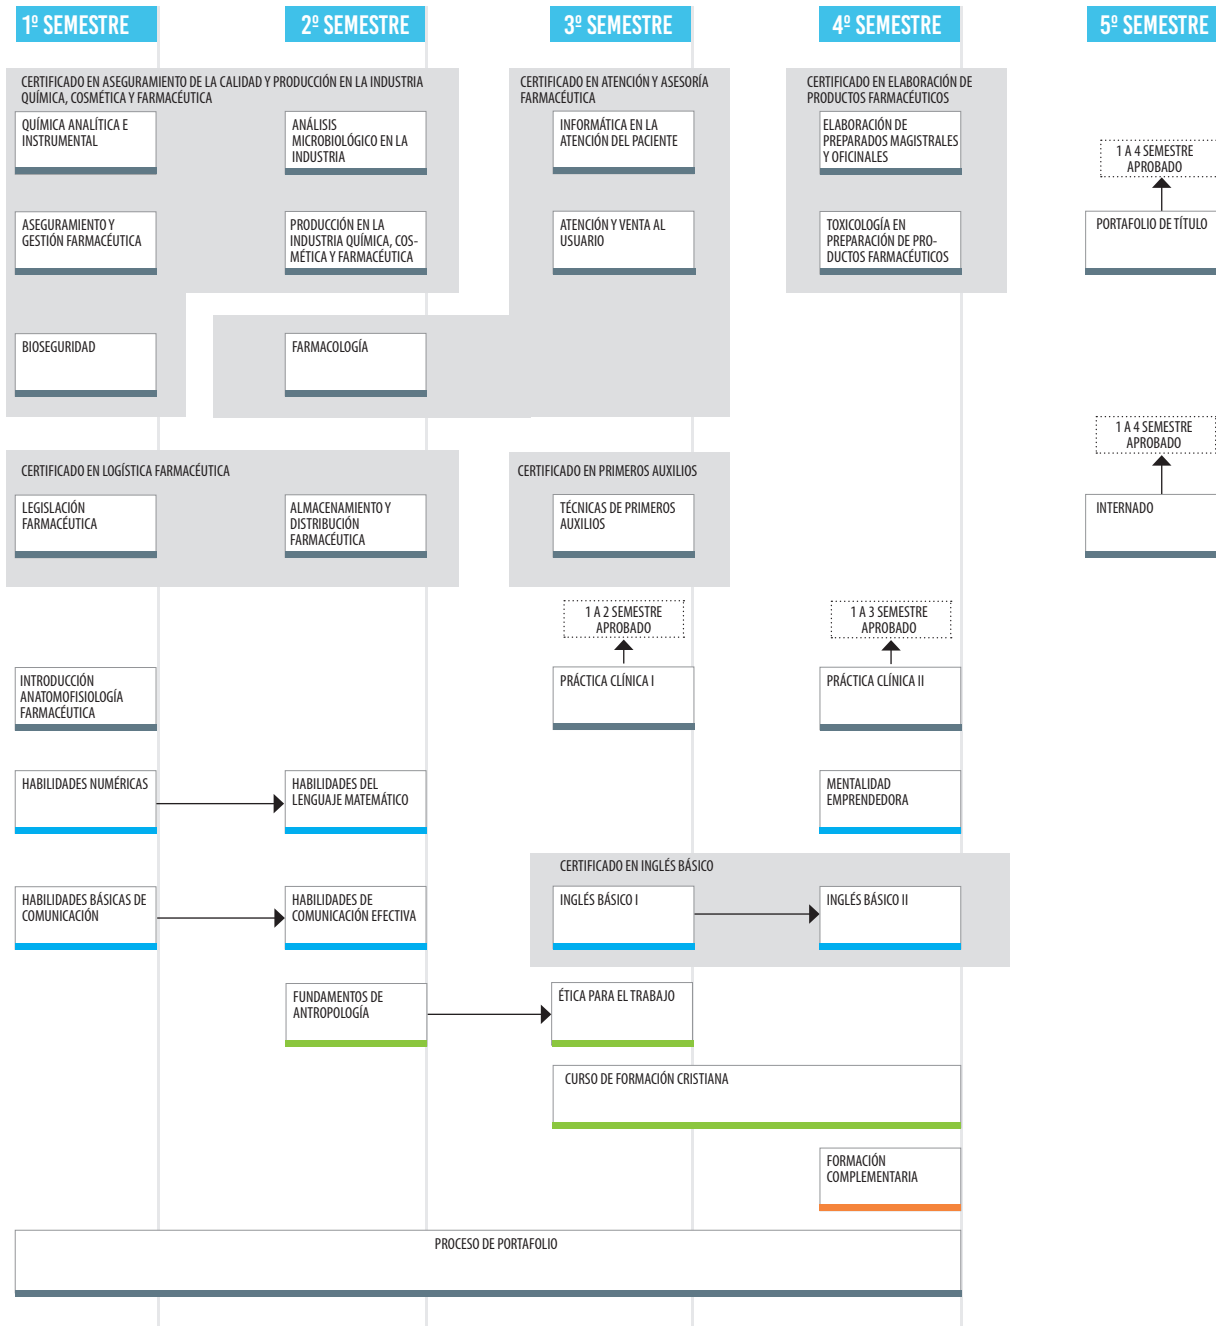 1º SEMESTRE
2º SEMESTRE
3º SEMESTRE
4º SEMESTRE
5º SEMESTRE
CERTIFICADO EN ASEGURAMIENTO DE LA CALIDAD Y PRODUCCIÓN EN LA INDUSTRIA
QUÍMICA, COSMÉTICA Y FARMACÉUTICA
CERTIFICADO EN ATENCIÓN Y ASESORÍA
FARMACÉUTICA
CERTIFICADO EN ELABORACIÓN DE
PRODUCTOS FARMACÉUTICOS
QUÍMICA ANALÍTICA E
INSTRUMENTAL
ANÁLISIS
MICROBIOLÓGICO EN LA
INDUSTRIA
INFORMÁTICA EN LA
ATENCIÓN DEL PACIENTE
ELABORACIÓN DE
PREPARADOS MAGISTRALES
Y OFICINALES
1 A 4 SEMESTRE
APROBADO
ASEGURAMIENTO Y
GESTIÓN FARMACÉUTICA
PRODUCCIÓN EN LA
INDUSTRIA QUÍMICA, COS-
MÉTICA Y FARMACÉUTICA
ATENCIÓN Y VENTA AL
USUARIO
TOXICOLOGÍA EN
PREPARACIÓN DE PRO-
DUCTOS FARMACÉUTICOS
PORTAFOLIO DE TÍTULO
BIOSEGURIDAD
FARMACOLOGÍA
1 A 4 SEMESTRE
APROBADO
CERTIFICADO EN LOGÍSTICA FARMACÉUTICA
CERTIFICADO EN PRIMEROS AUXILIOS
LEGISLACIÓN
FARMACÉUTICA
ALMACENAMIENTO Y
DISTRIBUCIÓN
FARMACÉUTICA
TÉCNICAS DE PRIMEROS
AUXILIOS
INTERNADO
1 A 2 SEMESTRE
APROBADO
1 A 3 SEMESTRE
APROBADO
INTRODUCCIÓN
ANATOMOFISIOLOGÍA
FARMACÉUTICA
PRÁCTICA CLÍNICA I
PRÁCTICA CLÍNICA II
HABILIDADES NUMÉRICAS
HABILIDADES DEL
LENGUAJE MATEMÁTICO
MENTALIDAD
EMPRENDEDORA
CERTIFICADO EN INGLÉS BÁSICO
HABILIDADES BÁSICAS DE
COMUNICACIÓN
HABILIDADES DE
COMUNICACIÓN EFECTIVA
INGLÉS BÁSICO I
INGLÉS BÁSICO II
FUNDAMENTOS DE
ANTROPOLOGÍA
ÉTICA PARA EL TRABAJO
CURSO DE FORMACIÓN CRISTIANA
FORMACIÓN
COMPLEMENTARIA
PROCESO DE PORTAFOLIO